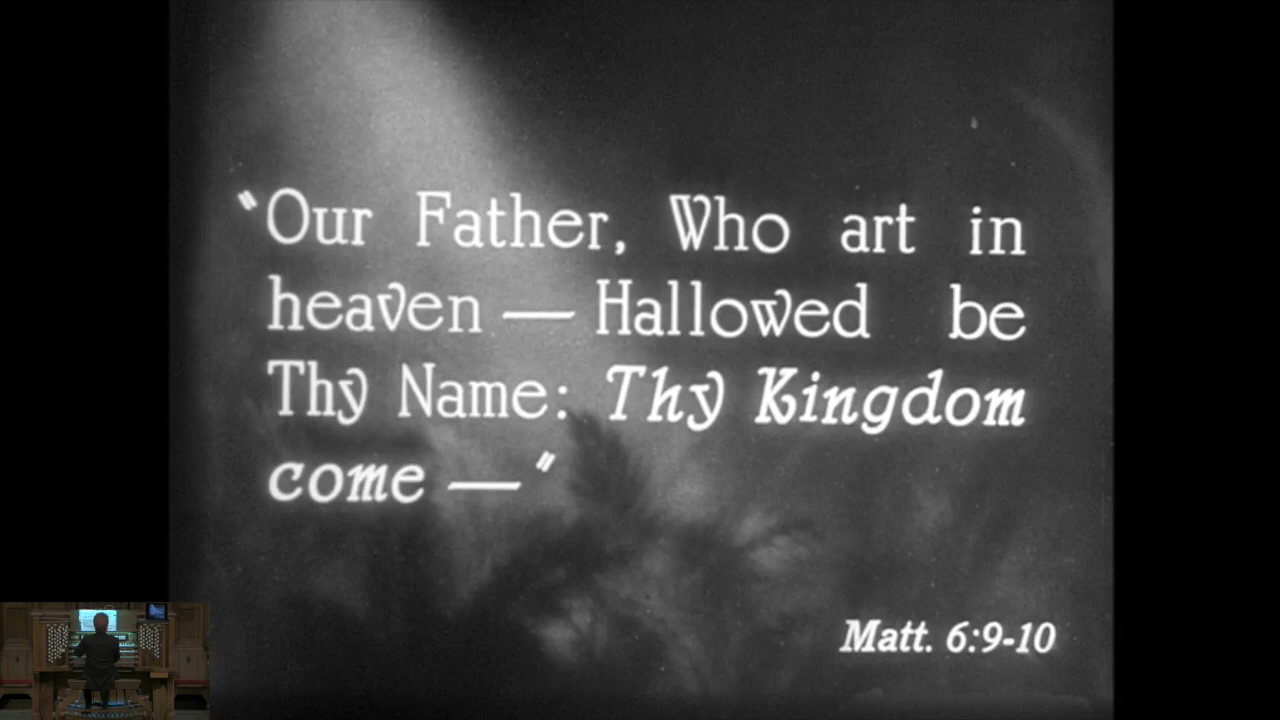 "Our Father, Who art in
heaven — Hallowed be
Thy Name: Thy Kingdom
come —"
Matt. 6:9-10